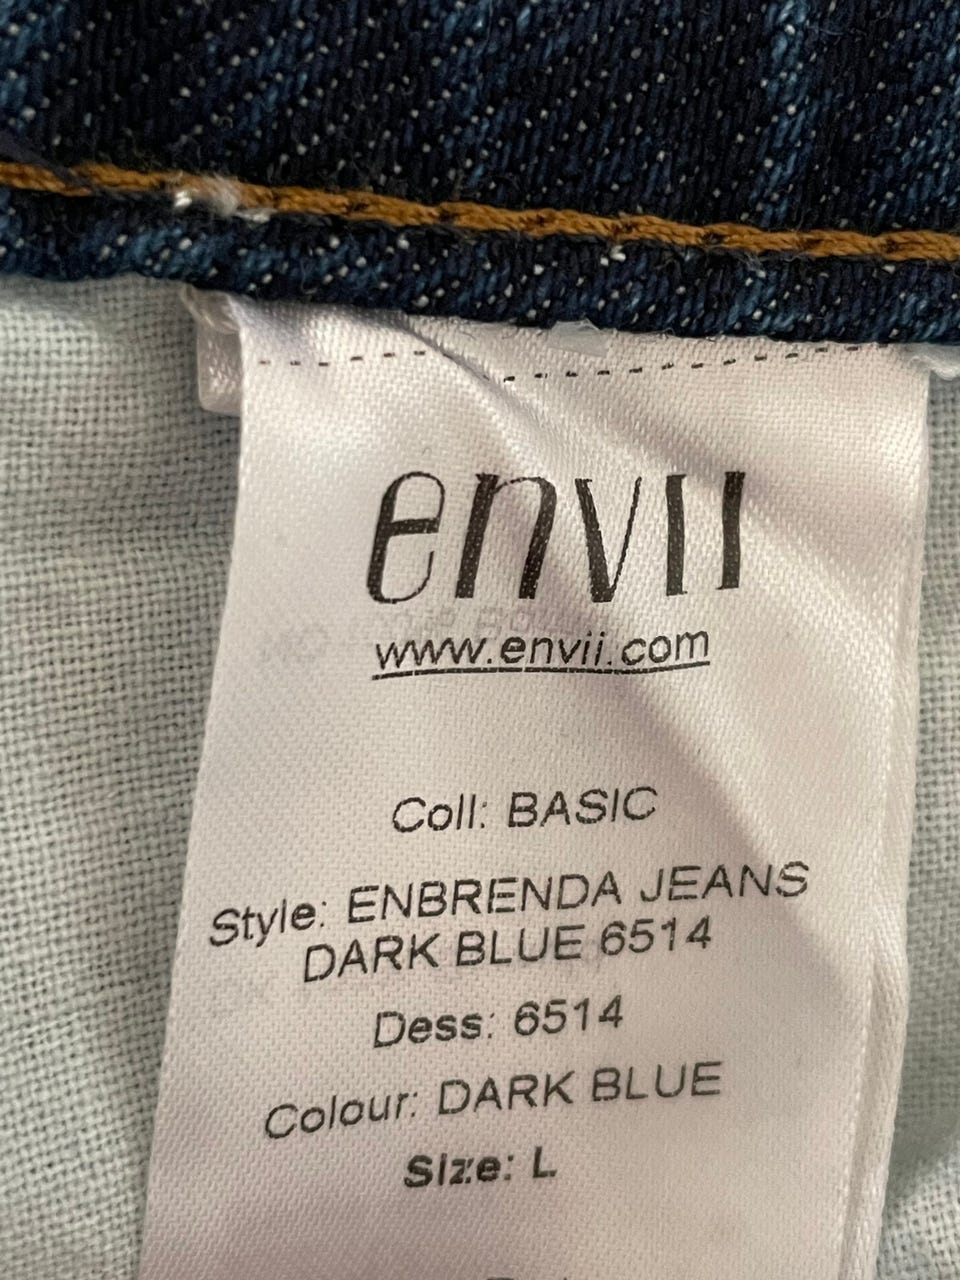 envii
www.envii.com
Coll: BASIC
Style: ENBRENDA JEANS
DARK BLUE 6514
Dess: 6514
Colour: DARK BLUE
Size: L